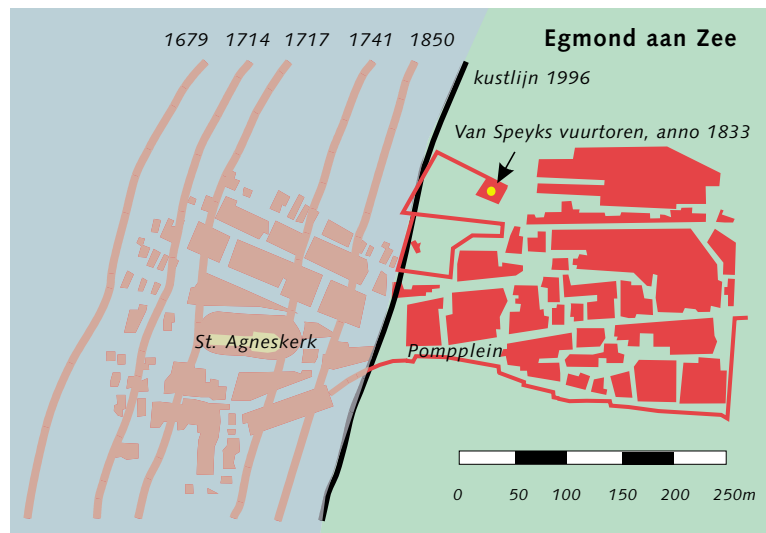 1679 1714 1717 1741 1850 Egmond aan Zee
kustlijn 1996
Van Speyks vuurtoren, anno 1833
St. Agneskerk
Pompplein
0 50 100 150 200 250m